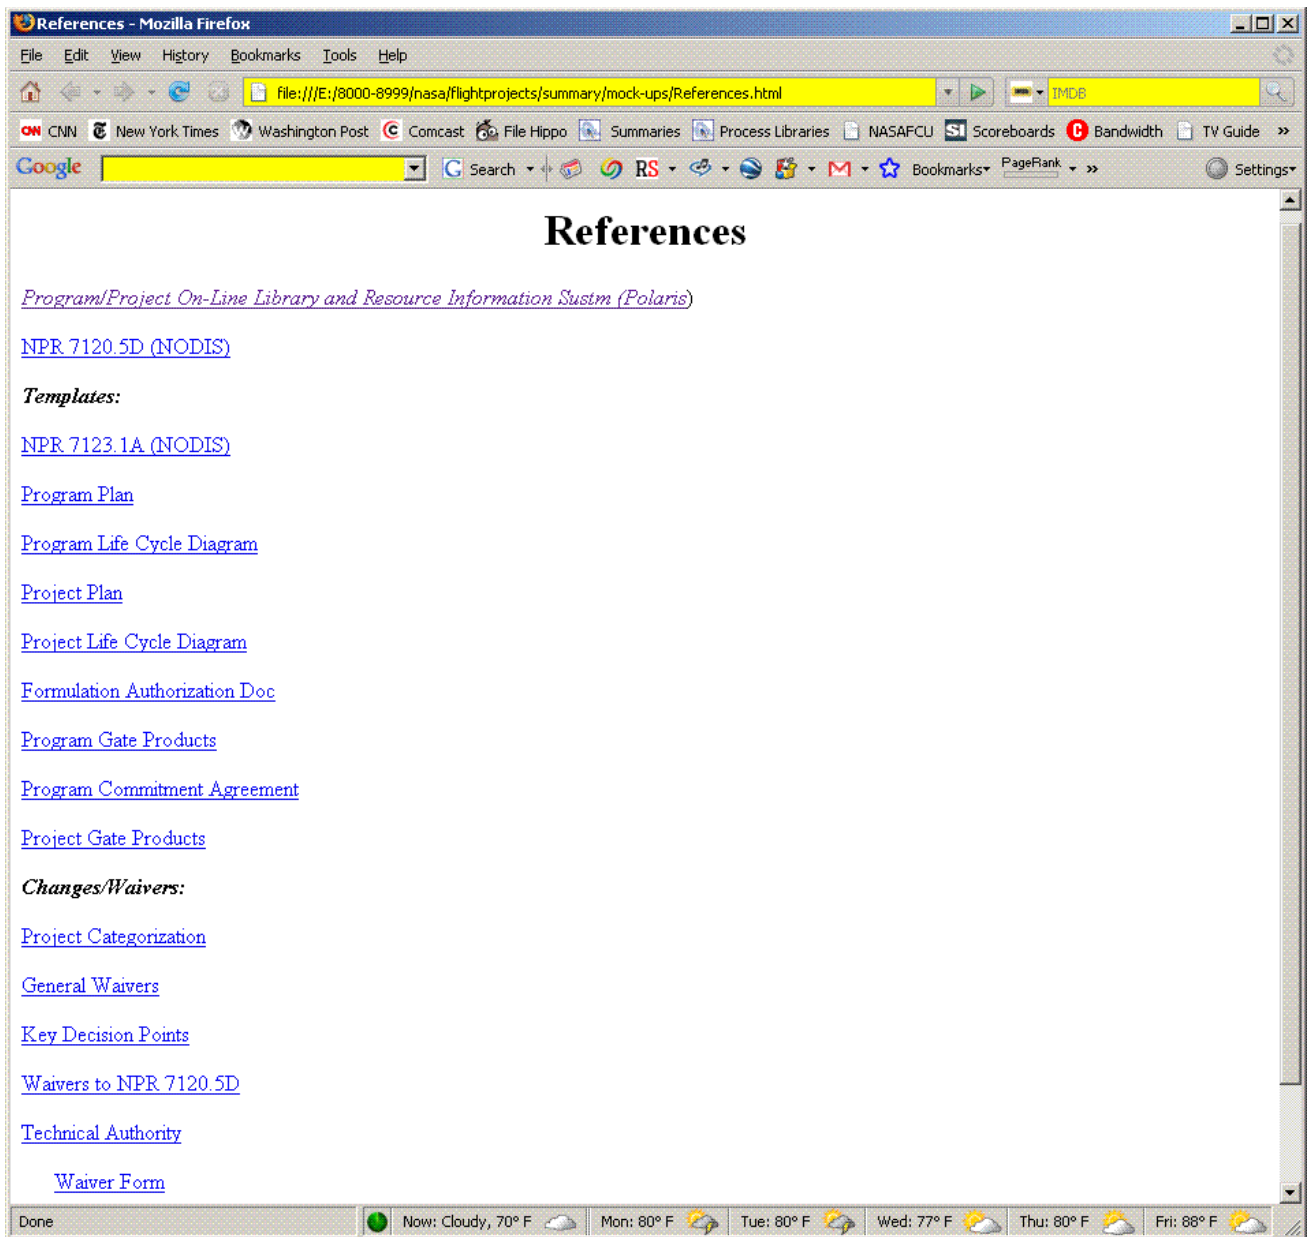 References - Mozilla Firefox
File Edit View History Bookmarks Tools Help
file:///E:/8000-8999/nasa/flightprojects/summary/mock-ups/References.html IMDB
CNN New York Times Washington Post Comcast File Hippo Summaries Process Libraries NASAFCU Scoreboards Bandwidth TV Guide »
Google Search RS Bookmarks PageRank » Settings
References
Program/Project On-Line Library and Resource Information Sustm (Polaris)
NPR 7120.5D (NODIS)
Templates:
NPR 7123.1A (NODIS)
Program Plan
Program Life Cycle Diagram
Project Plan
Project Life Cycle Diagram
Formulation Authorization Doc
Program Gate Products
Program Commitment Agreement
Project Gate Products
Changes/Waivers:
Project Categorization
General Waivers
Key Decision Points
Waivers to NPR 7120.5D
Technical Authority
Waiver Form
Done Now: Cloudy, 70° F Mon: 80° F Tue: 80° F Wed: 77° F Thu: 80° F Fri: 88° F